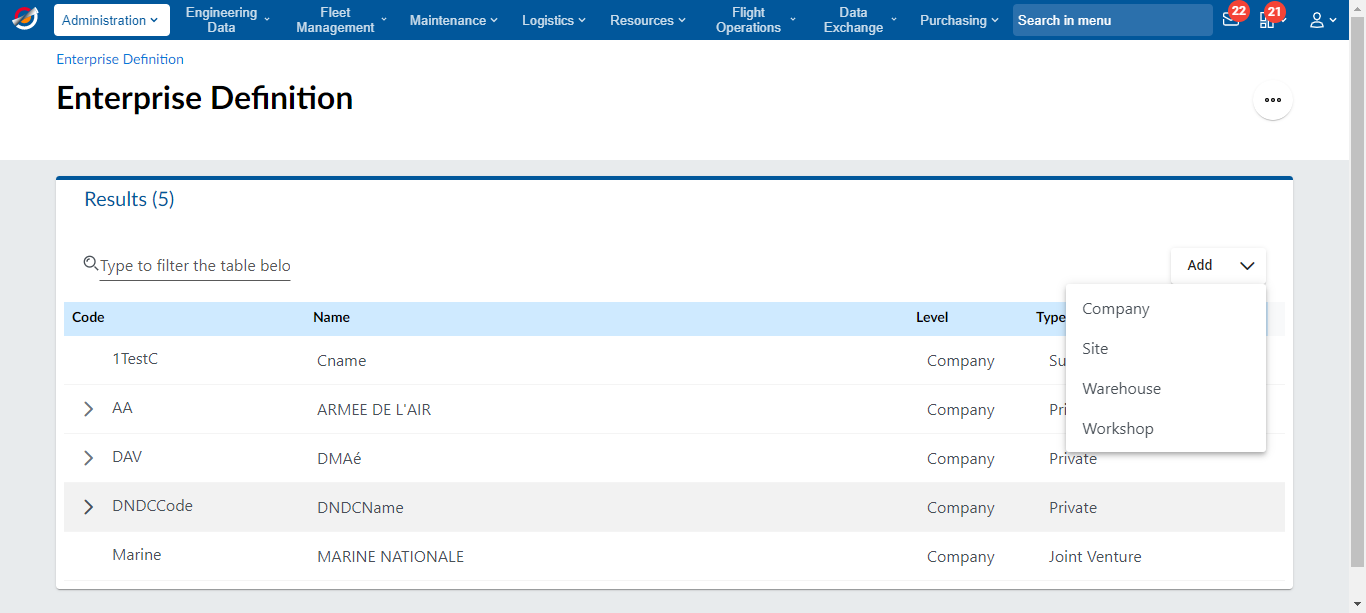 Administration
Engineering
Data
Fleet
Management
Maintenance
Logistics
Resources
Flight
Operations
Data
Exchange
Purchasing
Search in menu
22
21
Enterprise Definition
Enterprise Definition
Results (5)
Type to filter the table belo
Add
Company
Site
Warehouse
Workshop
Code Name Level Type
1TestC Cname Company Su
AA ARMEE DE L'AIR Company Pri
DAV DMAé Company Private
DNDCCode DNDCName Company Private
Marine MARINE NATIONALE Company Joint Venture